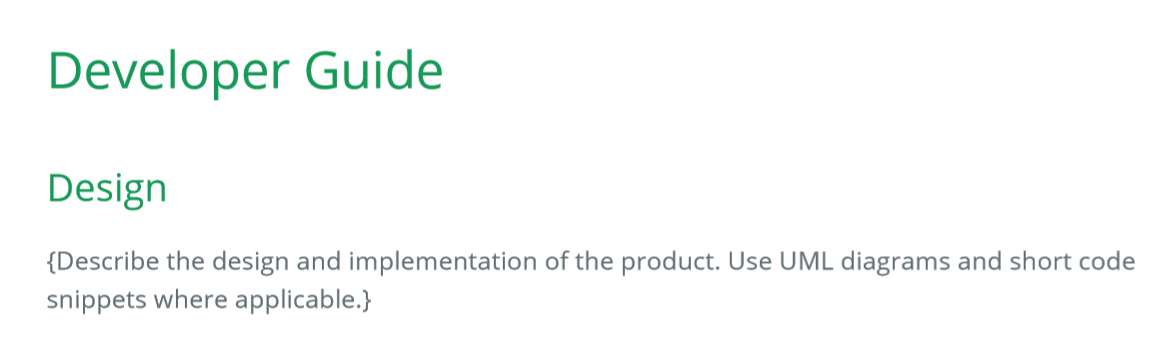 Developer Guide
Design
{Describe the design and implementation of the product. Use UML diagrams and short code
snippets where applicable.}